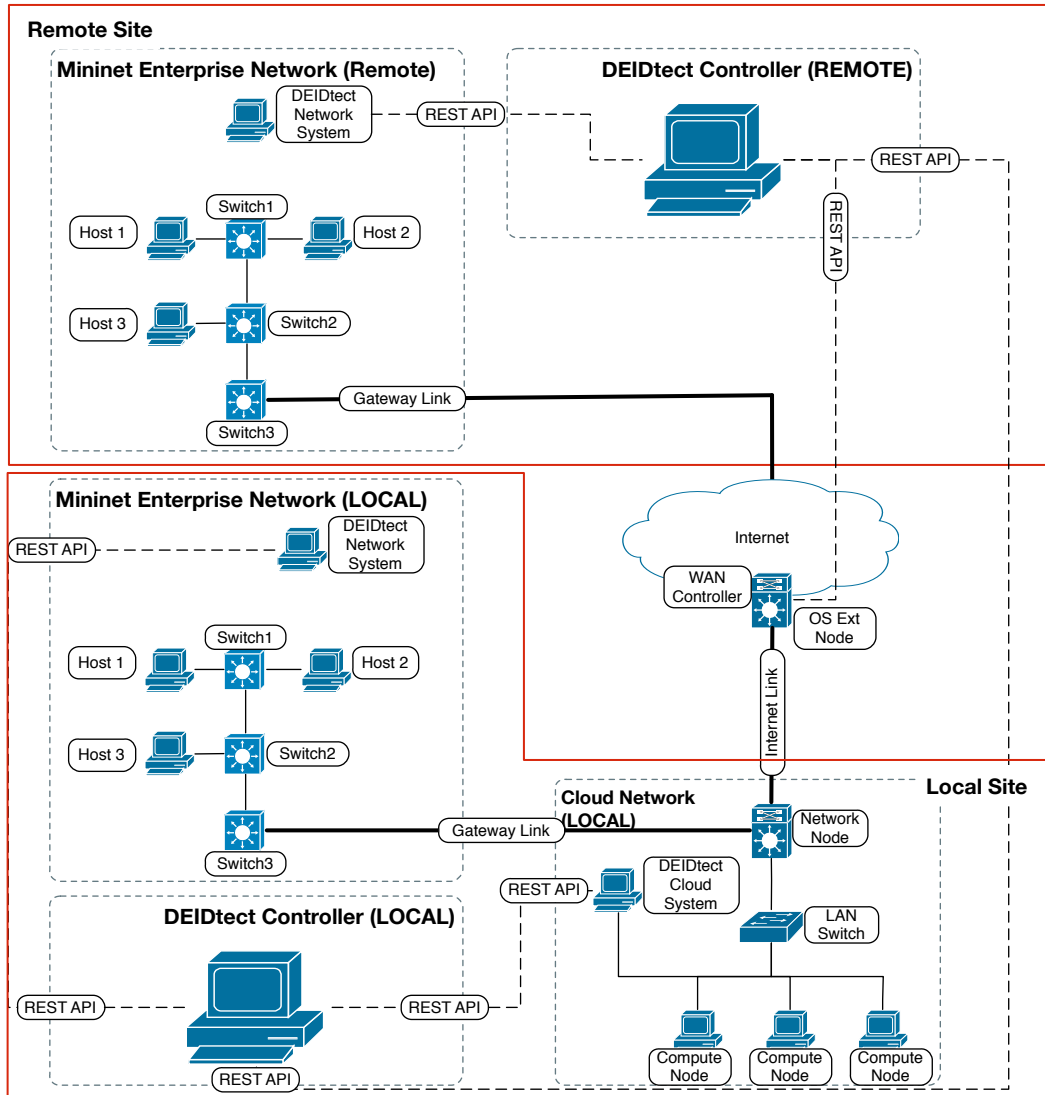 Remote Site
Mininet Enterprise Network (Remote)
DEIDtect
Network
System
REST API
DEIDtect Controller (REMOTE)
REST API
REST API
Switch1
Host 1
Host 2
Host 3
Switch2
Switch3
Gateway Link
Mininet Enterprise Network (LOCAL)
REST API
DEIDtect
Network
System
Switch1
Host 1
Host 2
Host 3
Switch2
Switch3
Gateway Link
Internet
WAN
Controller
OS Ext
Node
Internet Link
Local Site
Cloud Network
(LOCAL)
Network
Node
REST API
DEIDtect
Cloud
System
LAN
Switch
Compute
Node
Compute
Node
Compute
Node
DEIDtect Controller (LOCAL)
REST API
REST API
REST API